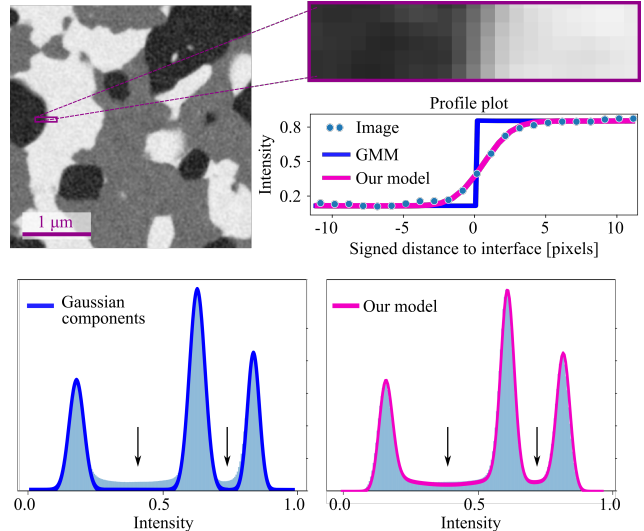 1 μm
Profile plot
Intensity
0.8
0.5
0.2
Image
GMM
Our model
-10
-5
0
5
10
Signed distance to interface [pixels]
Gaussian
components
0.0
0.5
1.0
Intensity
Our model
0.0
0.5
1.0
Intensity